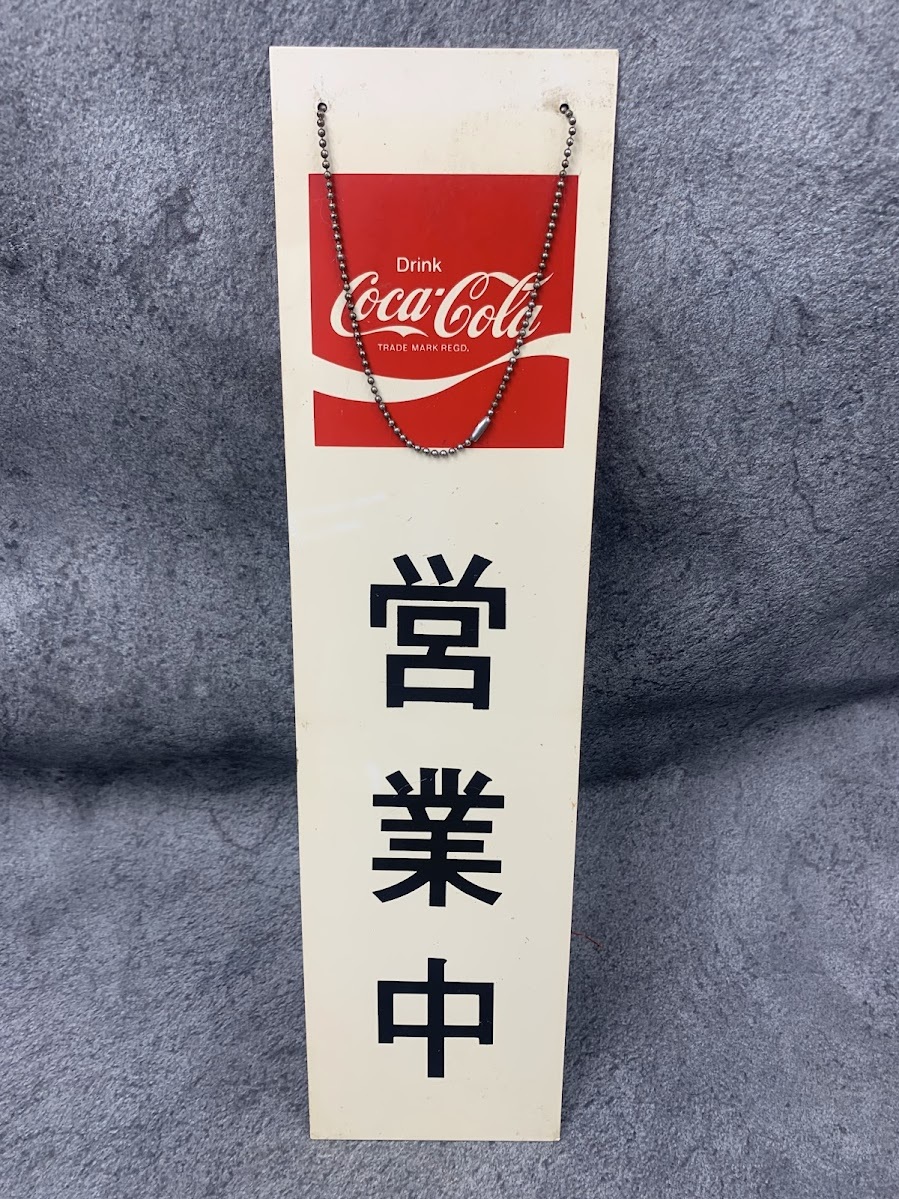 Drink
Coca-Cola
TRADE MARK REGD.
営業中